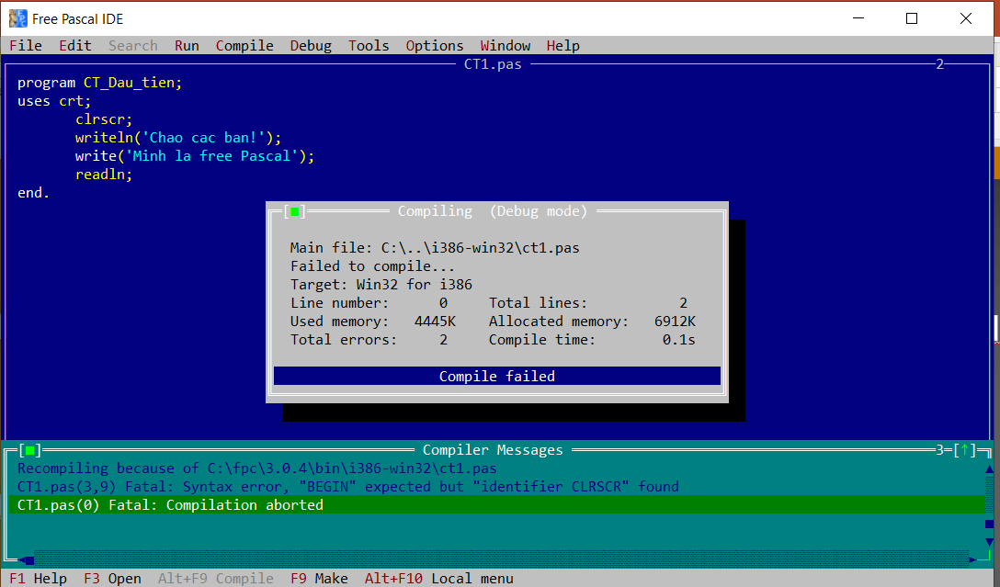 Free Pascal IDE
File Edit Search Run Compile Debug Tools Options Window Help
CT1.pas 2
program CT_Dau_tien;
uses crt;
clrscr;
writeln('Chao cac ban!');
write('Minh la free Pascal');
readln;
end.
Compiling (Debug mode)
Main file: C:\..\i386-win32\ct1.pas
Failed to compile...
Target: Win32 for i386
Line number: 0 Total lines: 2
Used memory: 4445K Allocated memory: 6912K
Total errors: 2 Compile time: 0.1s
Compile failed
Compiler Messages 3
Recompiling because of C:\fpc\3.0.4\bin\i386-win32\ct1.pas
CT1.pas(3,9) Fatal: Syntax error, "BEGIN" expected but "identifier CLRSCR" found
CT1.pas(0) Fatal: Compilation aborted
F1 Help F3 Open Alt+F9 Compile F9 Make Alt+F10 Local menu